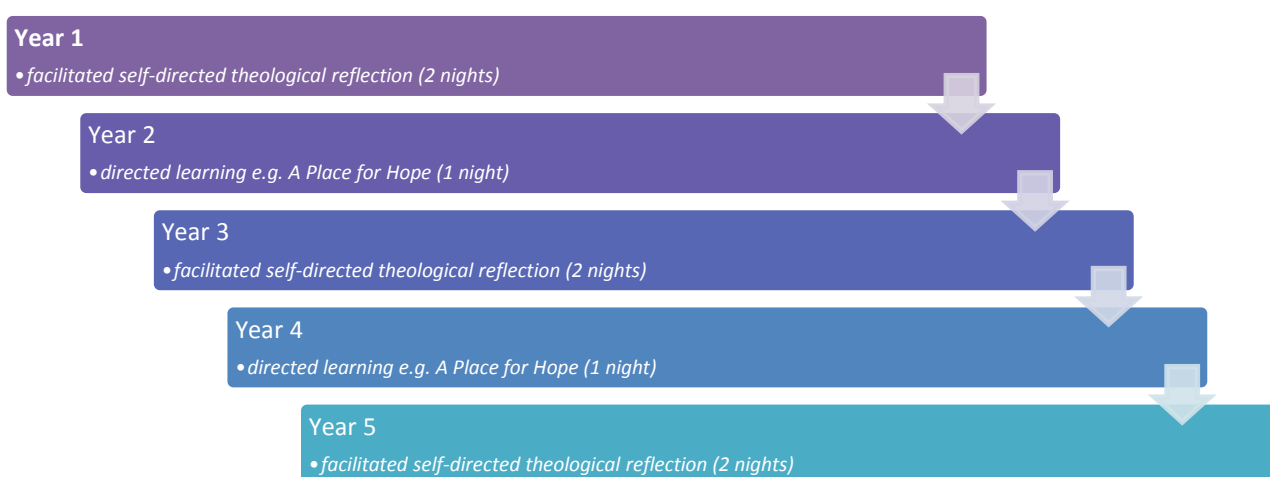 Year 1
•facilitated self-directed theological reflection (2 nights)
Year 2
•directed learning e.g. A Place for Hope (1 night)
Year 3
•facilitated self-directed theological reflection (2 nights)
Year 4
•directed learning e.g. A Place for Hope (1 night)
Year 5
•facilitated self-directed theological reflection (2 nights)